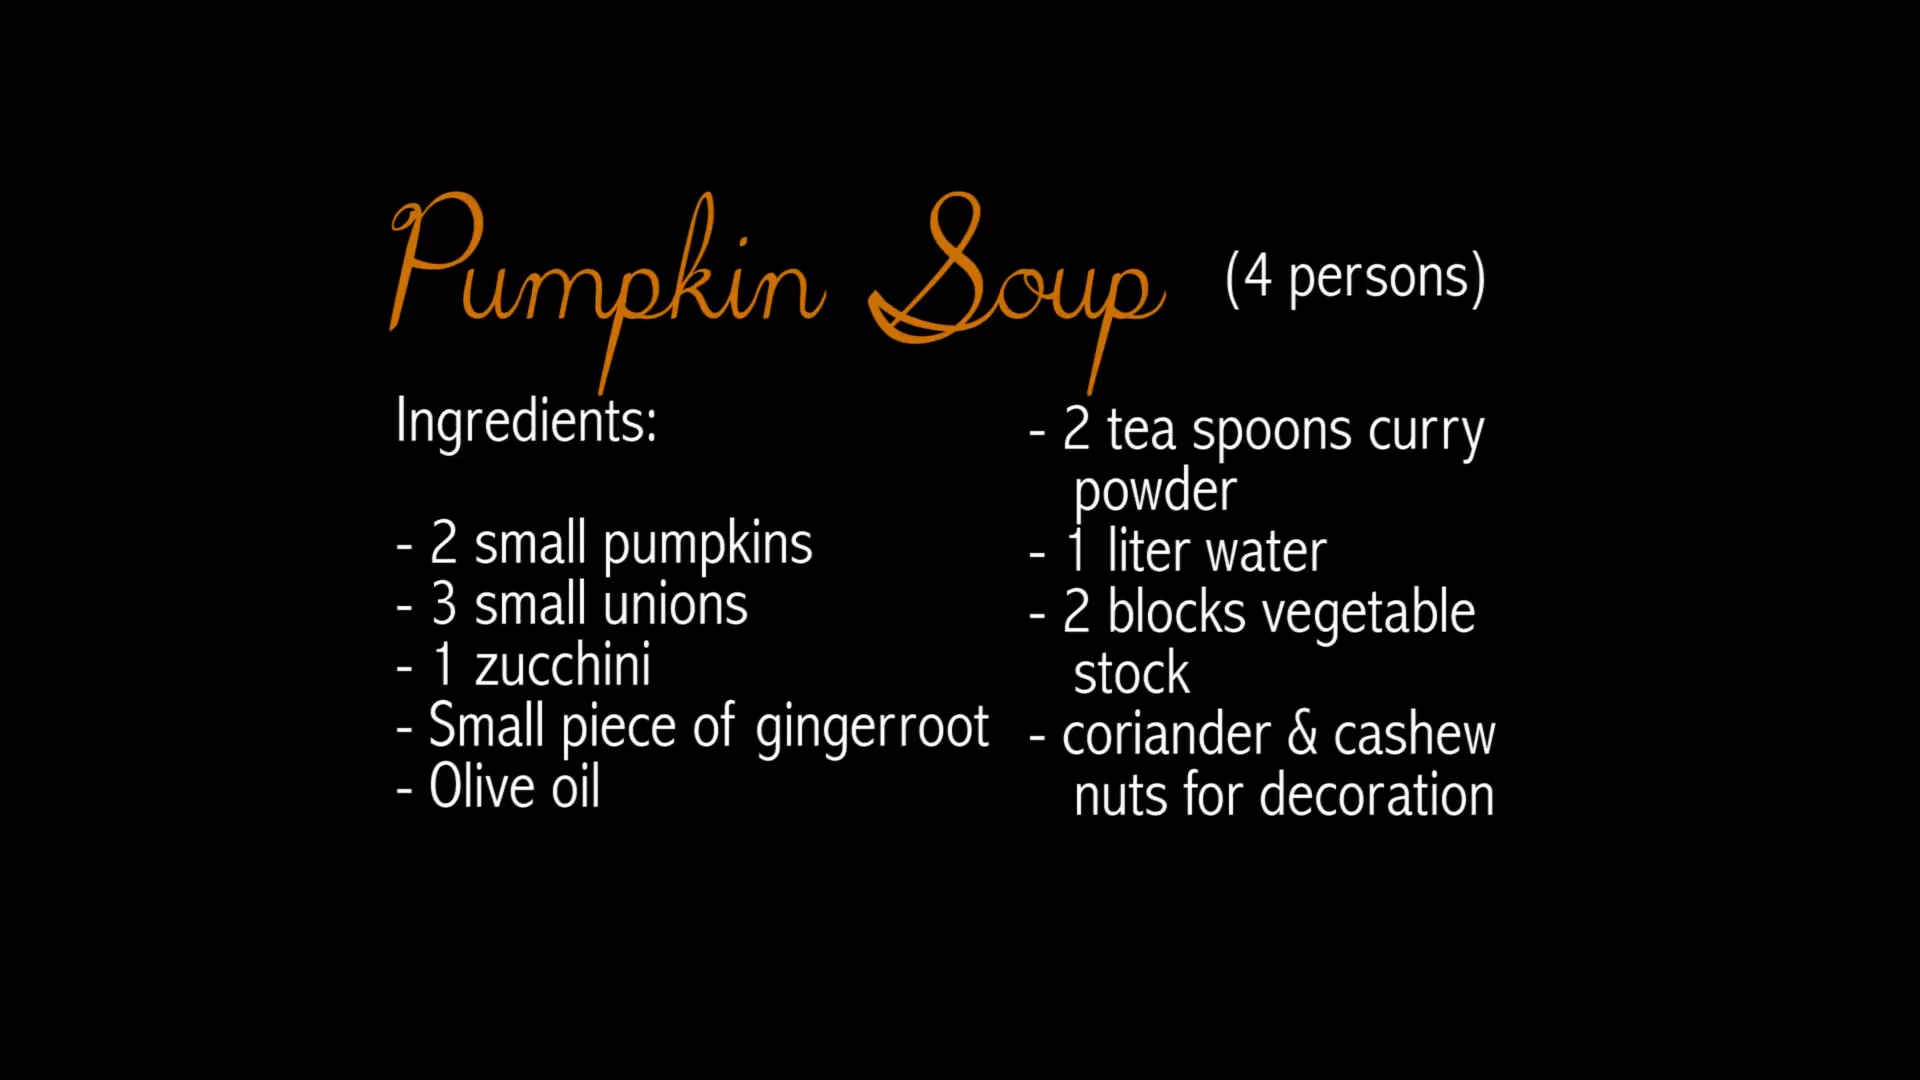 Pumpkin Soup (4 persons)
Ingredients:
- 2 small pumpkins
- 3 small unions
- 1 zucchini
- Small piece of gingerroot
- Olive oil
- 2 tea spoons curry
powder
- 1 liter water
- 2 blocks vegetable
stock
- coriander & cashew
nuts for decoration